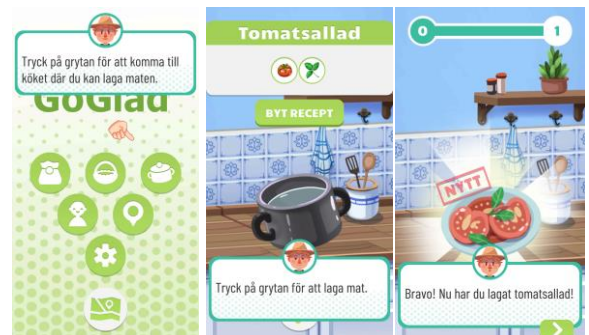 Tryck på grytan för att komma till
köket där du kan laga maten.
GoGlad
Tomatsallad
BYT RECEPT
Tryck på grytan för att laga mat.
0
1
NYTT
Bravo! Nu har du lagat tomatsallad!